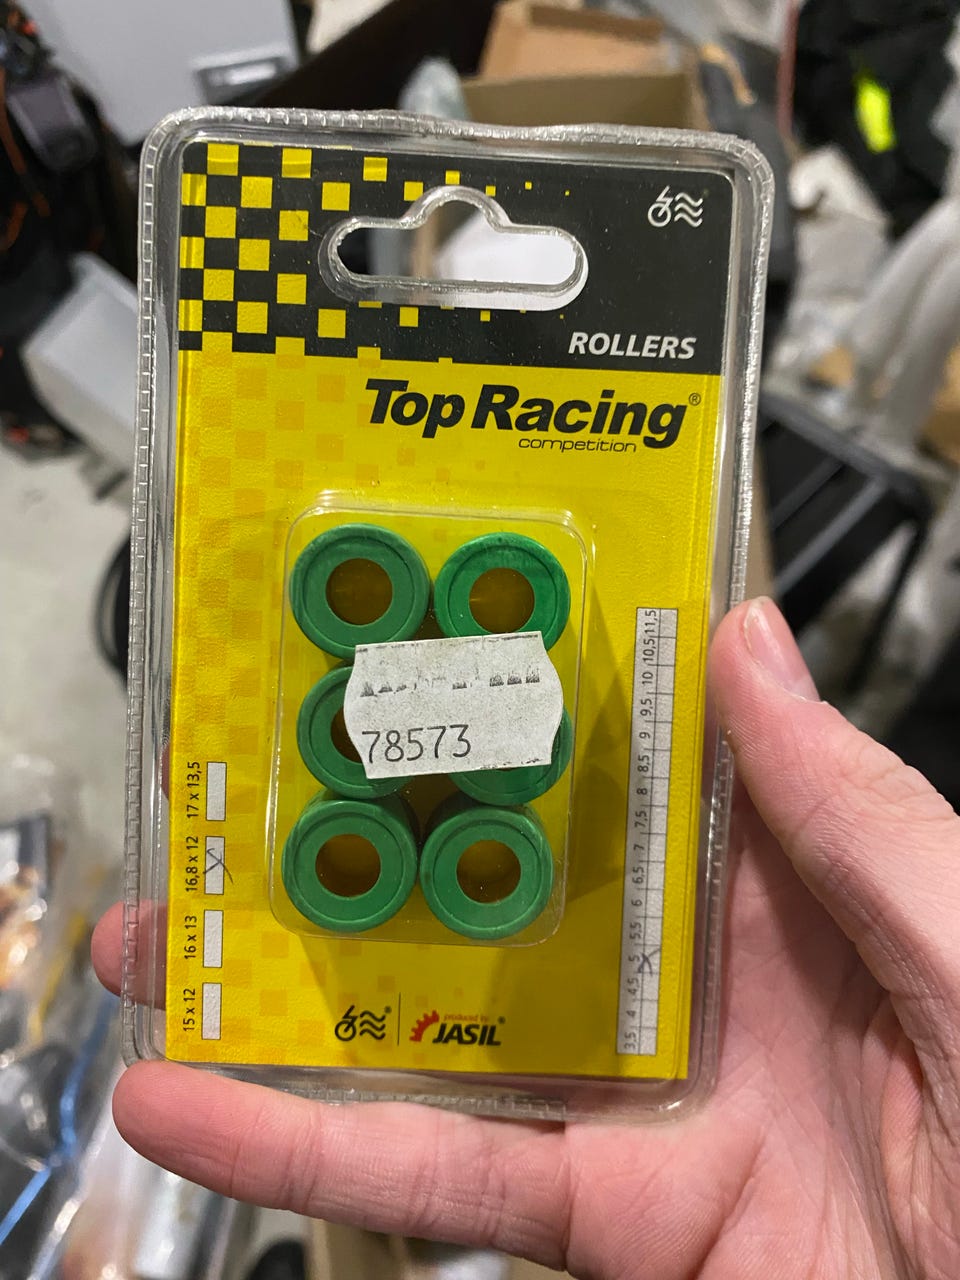 ROLLERS
Top Racing®
competition
78573
17 x 13,5
16,8 x 12
16 x 13
15 x 12
3,5 4 4,5 5 5,5 6 6,5 7 7,5 8 8,5 9 9,5 10 10,5 11,5
produced by
JASIL®